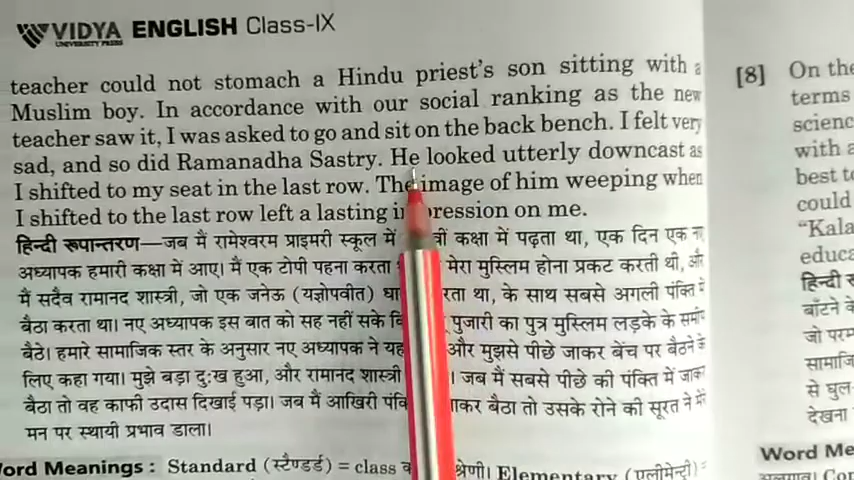 VIDYA ENGLISH Class-IX
UNIVERSITY PRESS
teacher could not stomach a Hindu priest's son sitting with a
Muslim boy. In accordance with our social ranking as the new
teacher saw it, I was asked to go and sit on the back bench. I felt very
sad, and so did Ramanadha Sastry. He looked utterly downcast as
I shifted to my seat in the last row. The image of him weeping when
I shifted to the last row left a lasting impression on me.
हिन्दी रूपान्तरण—जब मैं रामेश्वरम प्राइमरी स्कूल में वीं कक्षा में पढ़ता था, एक दिन एक नए
अध्यापक हमारी कक्षा में आए। मैं एक टोपी पहना करता मेरा मुस्लिम होना प्रकट करती थी, और
मैं सदैव रामानद शास्त्री, जो एक जनेऊ (यज्ञोपवीत) धा रता था, के साथ सबसे अगली पंक्ति में
बैठा करता था। नए अध्यापक इस बात को सह नहीं सके कि पुजारी का पुत्र मुस्लिम लड़के के समीप
बैठे। हमारे सामाजिक स्तर के अनुसार नए अध्यापक ने यह और मुझसे पीछे जाकर बेंच पर बैठने के
लिए कहा गया। मुझे बड़ा दुःख हुआ, और रामानद शास्त्री । जब मैं सबसे पीछे की पंक्ति में जाकर
बैठा तो वह काफी उदास दिखाई पड़ा। जब मैं आखिरी पंक्ति जाकर बैठा तो उसके रोने की सूरत ने मेरे
मन पर स्थायी प्रभाव डाला।
Word Meanings : Standard (स्टैण्डर्ड) = class श्रेणी। Elementary (एलीमेन्ट्री) =
[8] On the
terms
scienc
with a
best to
could
"Kala
educa
हिन्दी
बाँटने के
जो परम
सामाजि
से घुल
देखना
Word Me